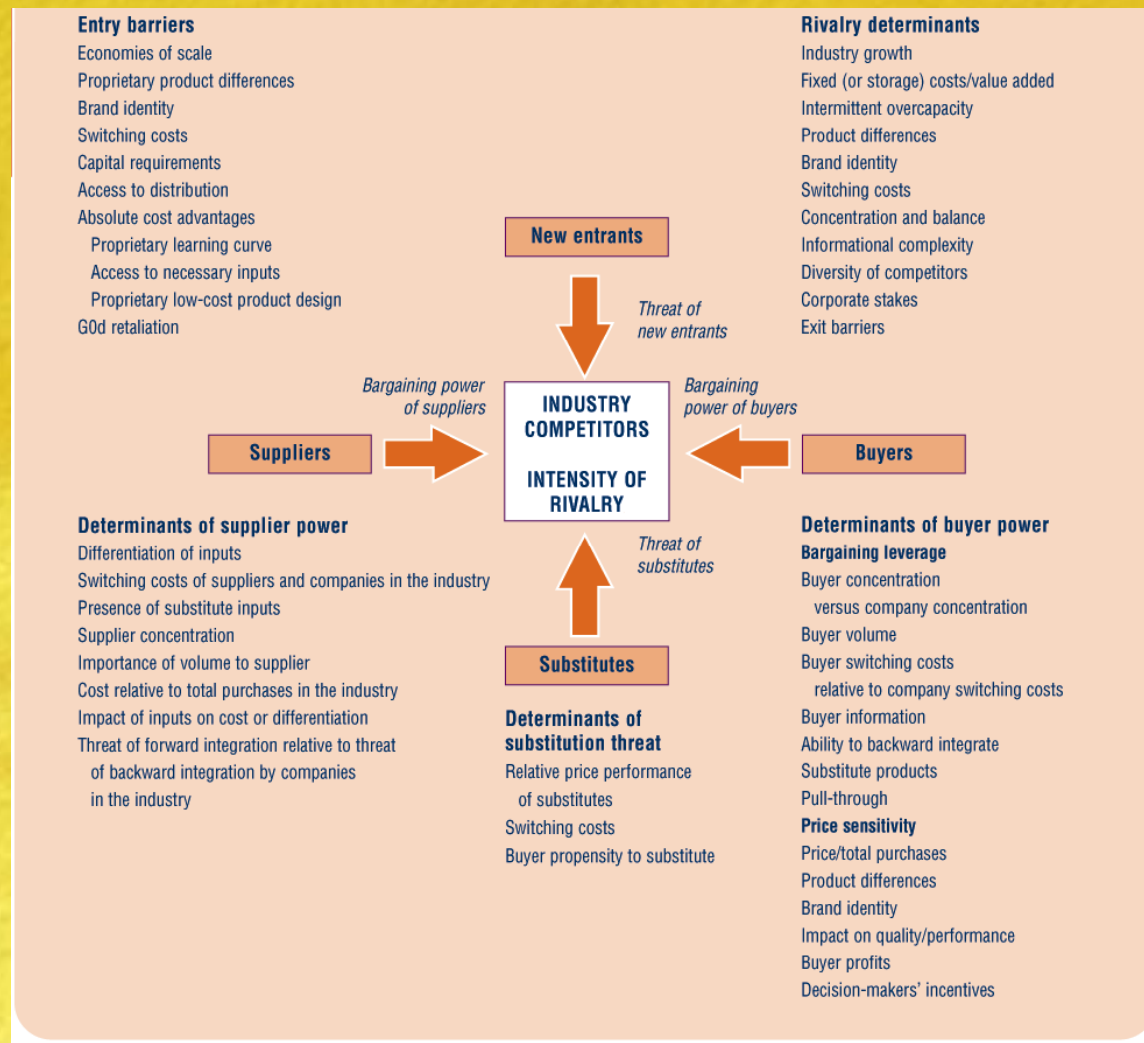 Entry barriers
Economies of scale
Proprietary product differences
Brand identity
Switching costs
Capital requirements
Access to distribution
Absolute cost advantages
Proprietary learning curve
Access to necessary inputs
Proprietary low-cost product design
G0d retaliation
Rivalry determinants
Industry growth
Fixed (or storage) costs/value added
Intermittent overcapacity
Product differences
Brand identity
Switching costs
Concentration and balance
Informational complexity
Diversity of competitors
Corporate stakes
Exit barriers
New entrants
Threat of
new entrants
Bargaining power
of suppliers
INDUSTRY
COMPETITORS
INTENSITY OF
RIVALRY
Bargaining
power of buyers
Suppliers
Buyers
Threat of
substitutes
Substitutes
Determinants of supplier power
Differentiation of inputs
Switching costs of suppliers and companies in the industry
Presence of substitute inputs
Supplier concentration
Importance of volume to supplier
Cost relative to total purchases in the industry
Impact of inputs on cost or differentiation
Threat of forward integration relative to threat
of backward integration by companies
in the industry
Determinants of
substitution threat
Relative price performance
of substitutes
Switching costs
Buyer propensity to substitute
Determinants of buyer power
Bargaining leverage
Buyer concentration
versus company concentration
Buyer volume
Buyer switching costs
relative to company switching costs
Buyer information
Ability to backward integrate
Substitute products
Pull-through
Price sensitivity
Price/total purchases
Product differences
Brand identity
Impact on quality/performance
Buyer profits
Decision-makers' incentives